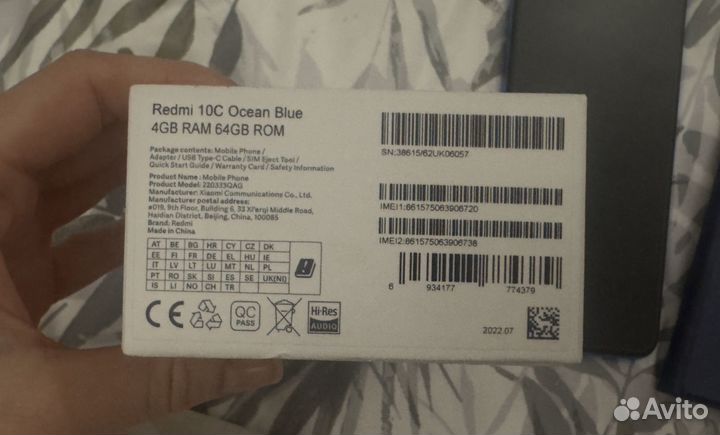 Redmi 10C Ocean Blue
4GB RAM 64GB ROM
Package contents: Mobile Phone /
Adapter / USB Type-C Cable / SIM Eject Tool /
Quick Start Guide / Warranty Card / Safety Information
Product Name: Mobile Phone
Product Model: 220333QAG
Manufacturer: Xiaomi Communications Co., Ltd.
Manufacturer postal address:
#019, 9th Floor, Building 6, 33 Xi'erqi Middle Road,
Haidian District, Beijing, China, 100085
Brand: Redmi
Made in China
AT BE BG HR CY CZ DK
EE FI FR DE EL HU IE
IT LV LT LU MT NL PL
PT RO SK SI ES SE UK(NI)
IS LI NO CH TR
CE
QC
PASS
Hi-Res
AUDIO
SN:38615/62UK06057
IMEI1:861575063906720
IMEI2:861575063906738
6 934177 774379
2022.07
Avito